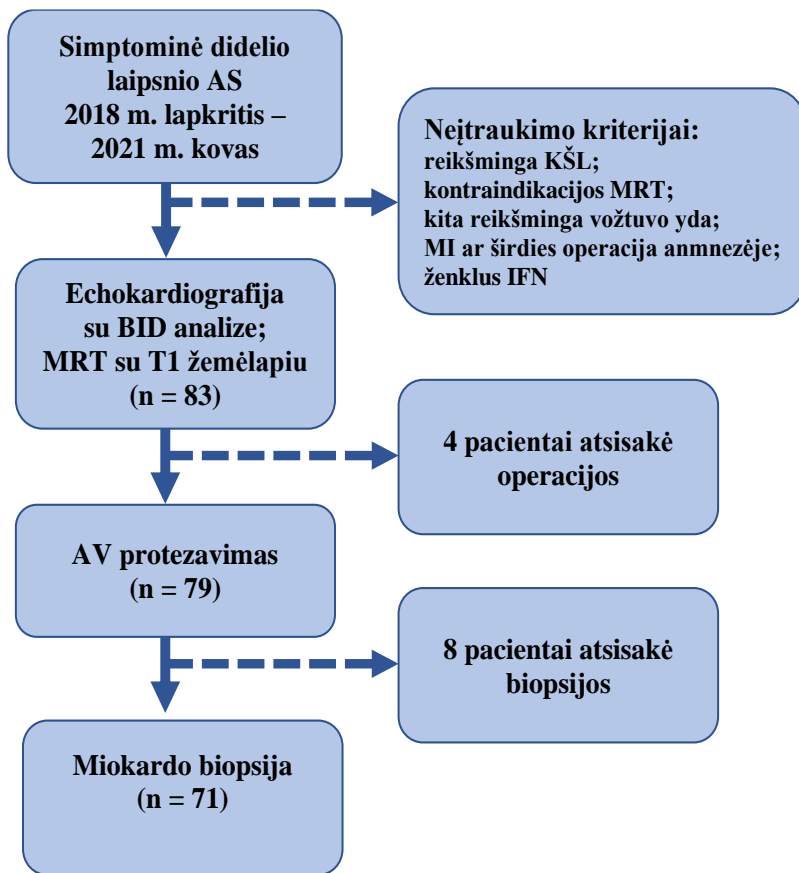 Simptominė didelio
laipsnio AS
2018 m. lapkritis –
2021 m. kovas
Neįtraukimo kriterijai:
reikšminga KŠL;
kontraindikacijos MRT;
kita reikšminga vožtuvo yda;
MI ar širdies operacija anmnezėje;
ženklus IFN
Echokardiografija
su BID analize;
MRT su T1 žemėlapiu
(n = 83)
4 pacientai atsisakė
operacijos
AV protezavimas
(n = 79)
8 pacientai atsisakė
biopsijos
Miokardo biopsija
(n = 71)